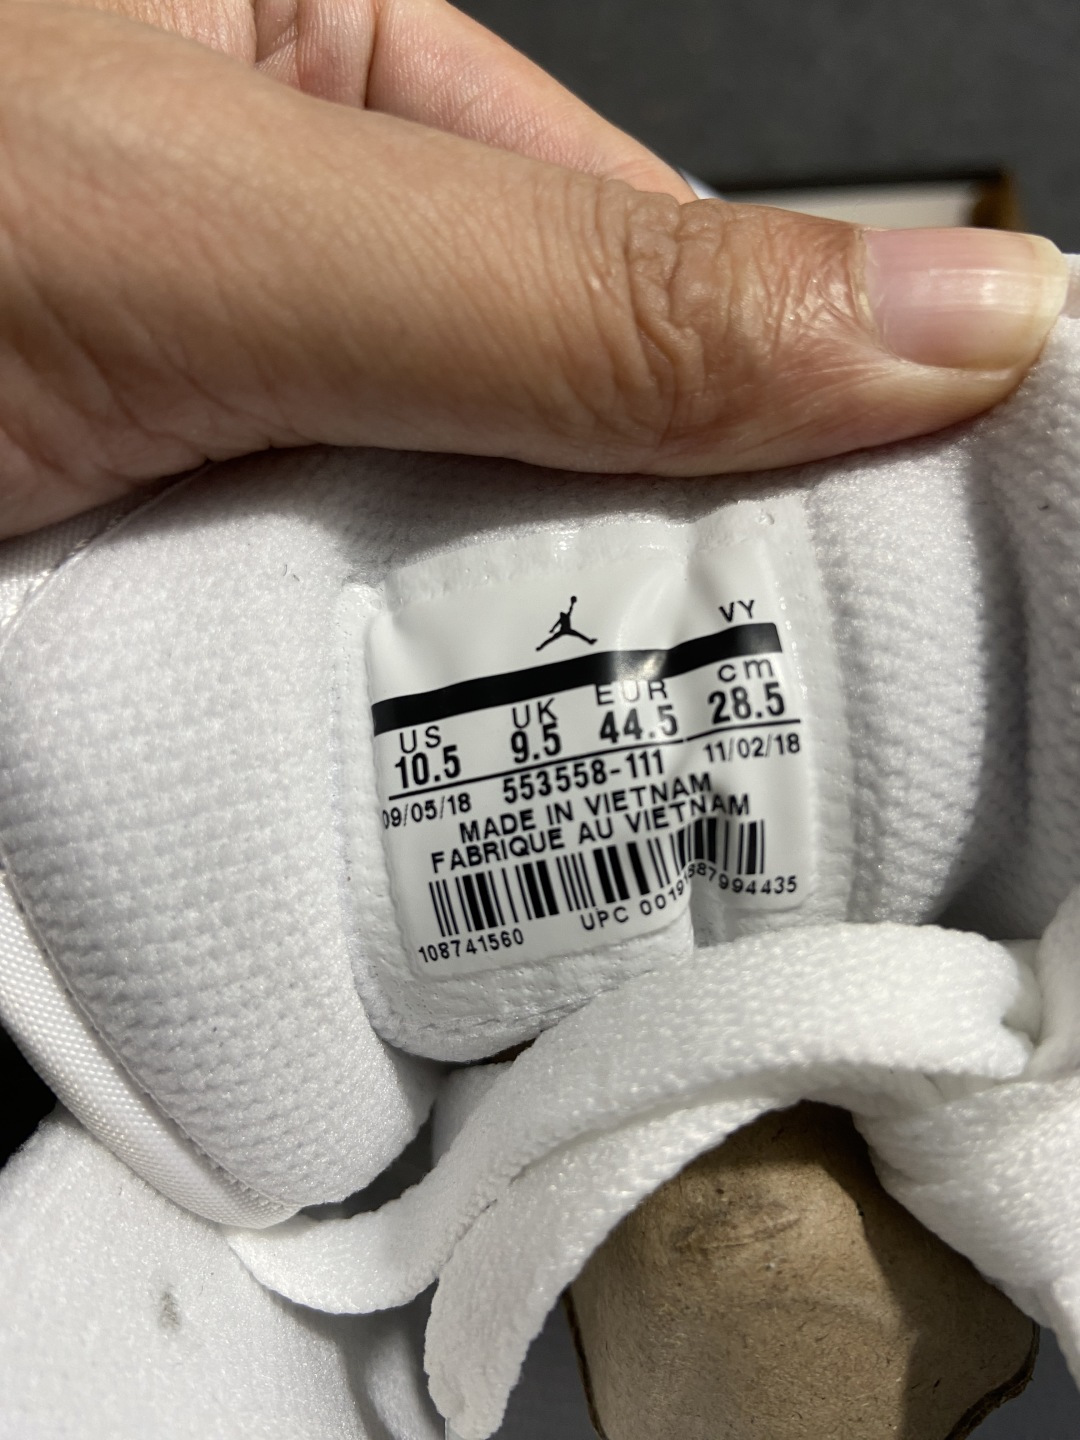 VY
US UK EUR cm
10.5 9.5 44.5 28.5
09/05/18 553558-111 11/02/18
MADE IN VIETNAM
FABRIQUE AU VIETNAM
108741560 UPC 00191887994435